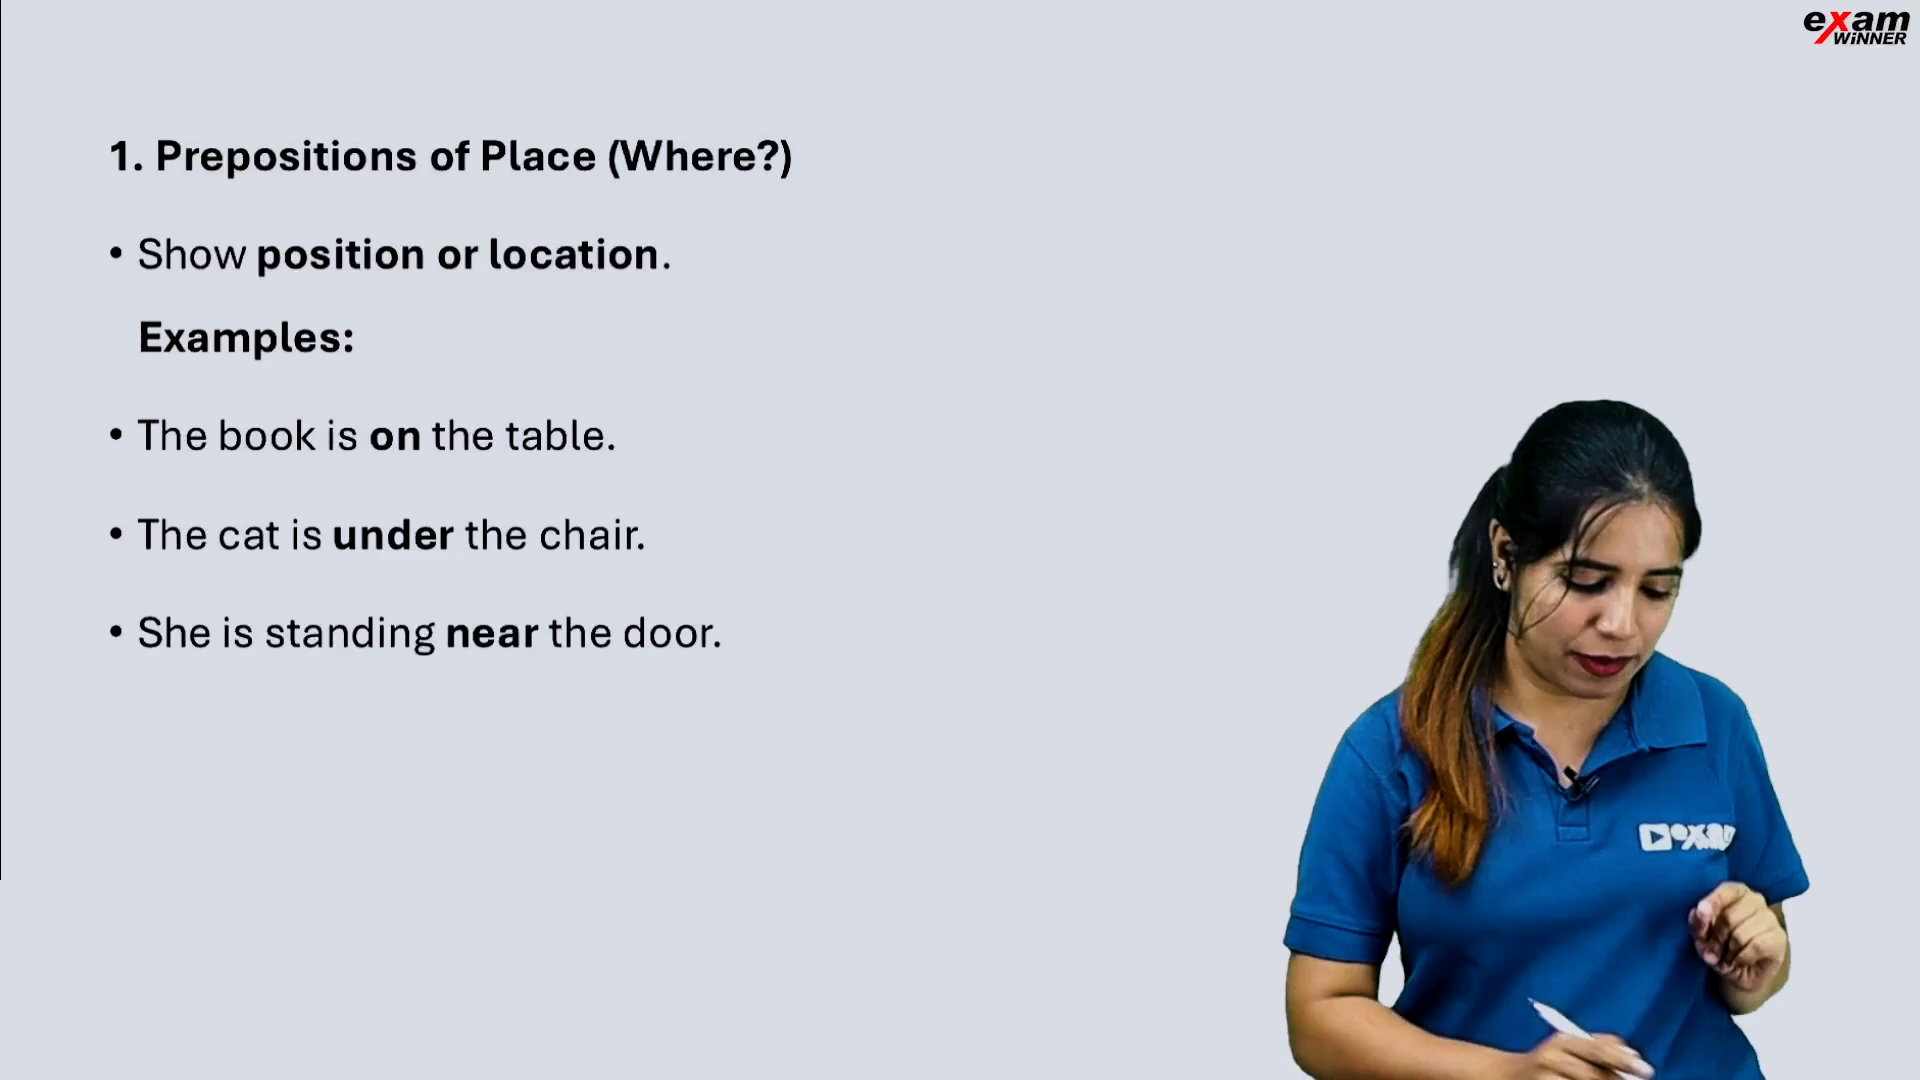 exam
WiNNER
1. Prepositions of Place (Where?)
• Show position or location.
Examples:
• The book is on the table.
• The cat is under the chair.
• She is standing near the door.